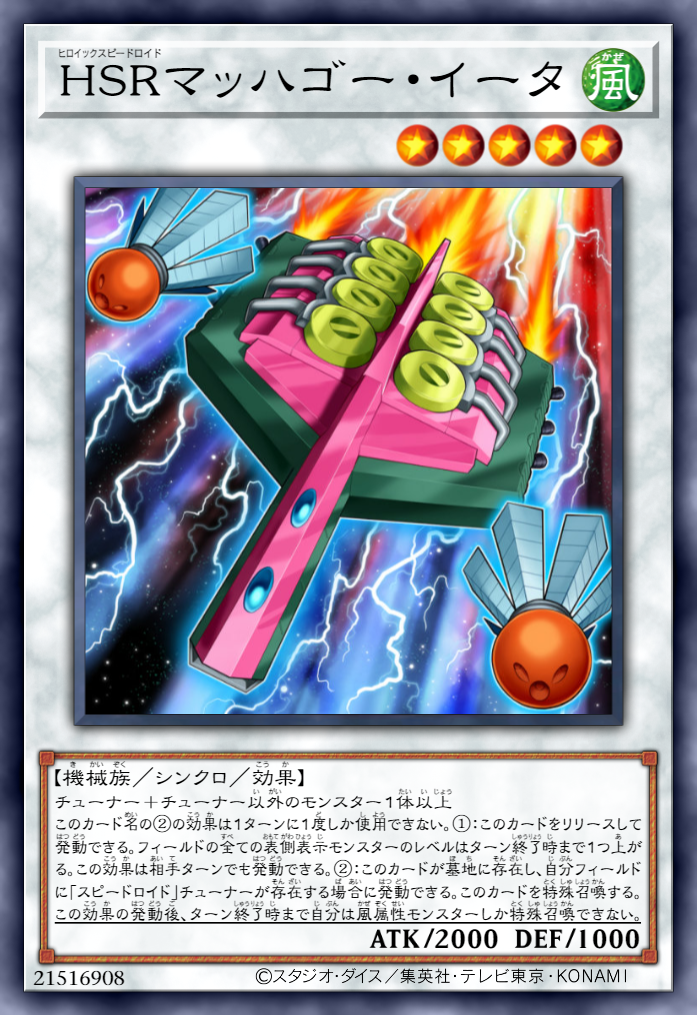 ヒロイックスピードロイド
HSRマッハゴー・イータ
かぜ
風
き かい ぞく こう か
【機械族／シンクロ／効果】
チューナー＋チューナー以外のモンスター１体以上
このカード名の②の効果は1ターンに1度しか使用できない。①：このカードをリリースして
発動できる。フィールドの全ての表側表示モンスターのレベルはターン終了時まで1つ上が
る。この効果は相手ターンでも発動できる。②：このカードが墓地に存在し、自分フィールド
に「スピードロイド」チューナーが存在する場合に発動できる。このカードを特殊召喚する。
この効果の発動後、ターン終了時まで自分は風属性モンスターしか特殊召喚できない。
ATK/2000 DEF/1000
21516908 ©スタジオ・ダイス／集英社・テレビ東京・KONAMI